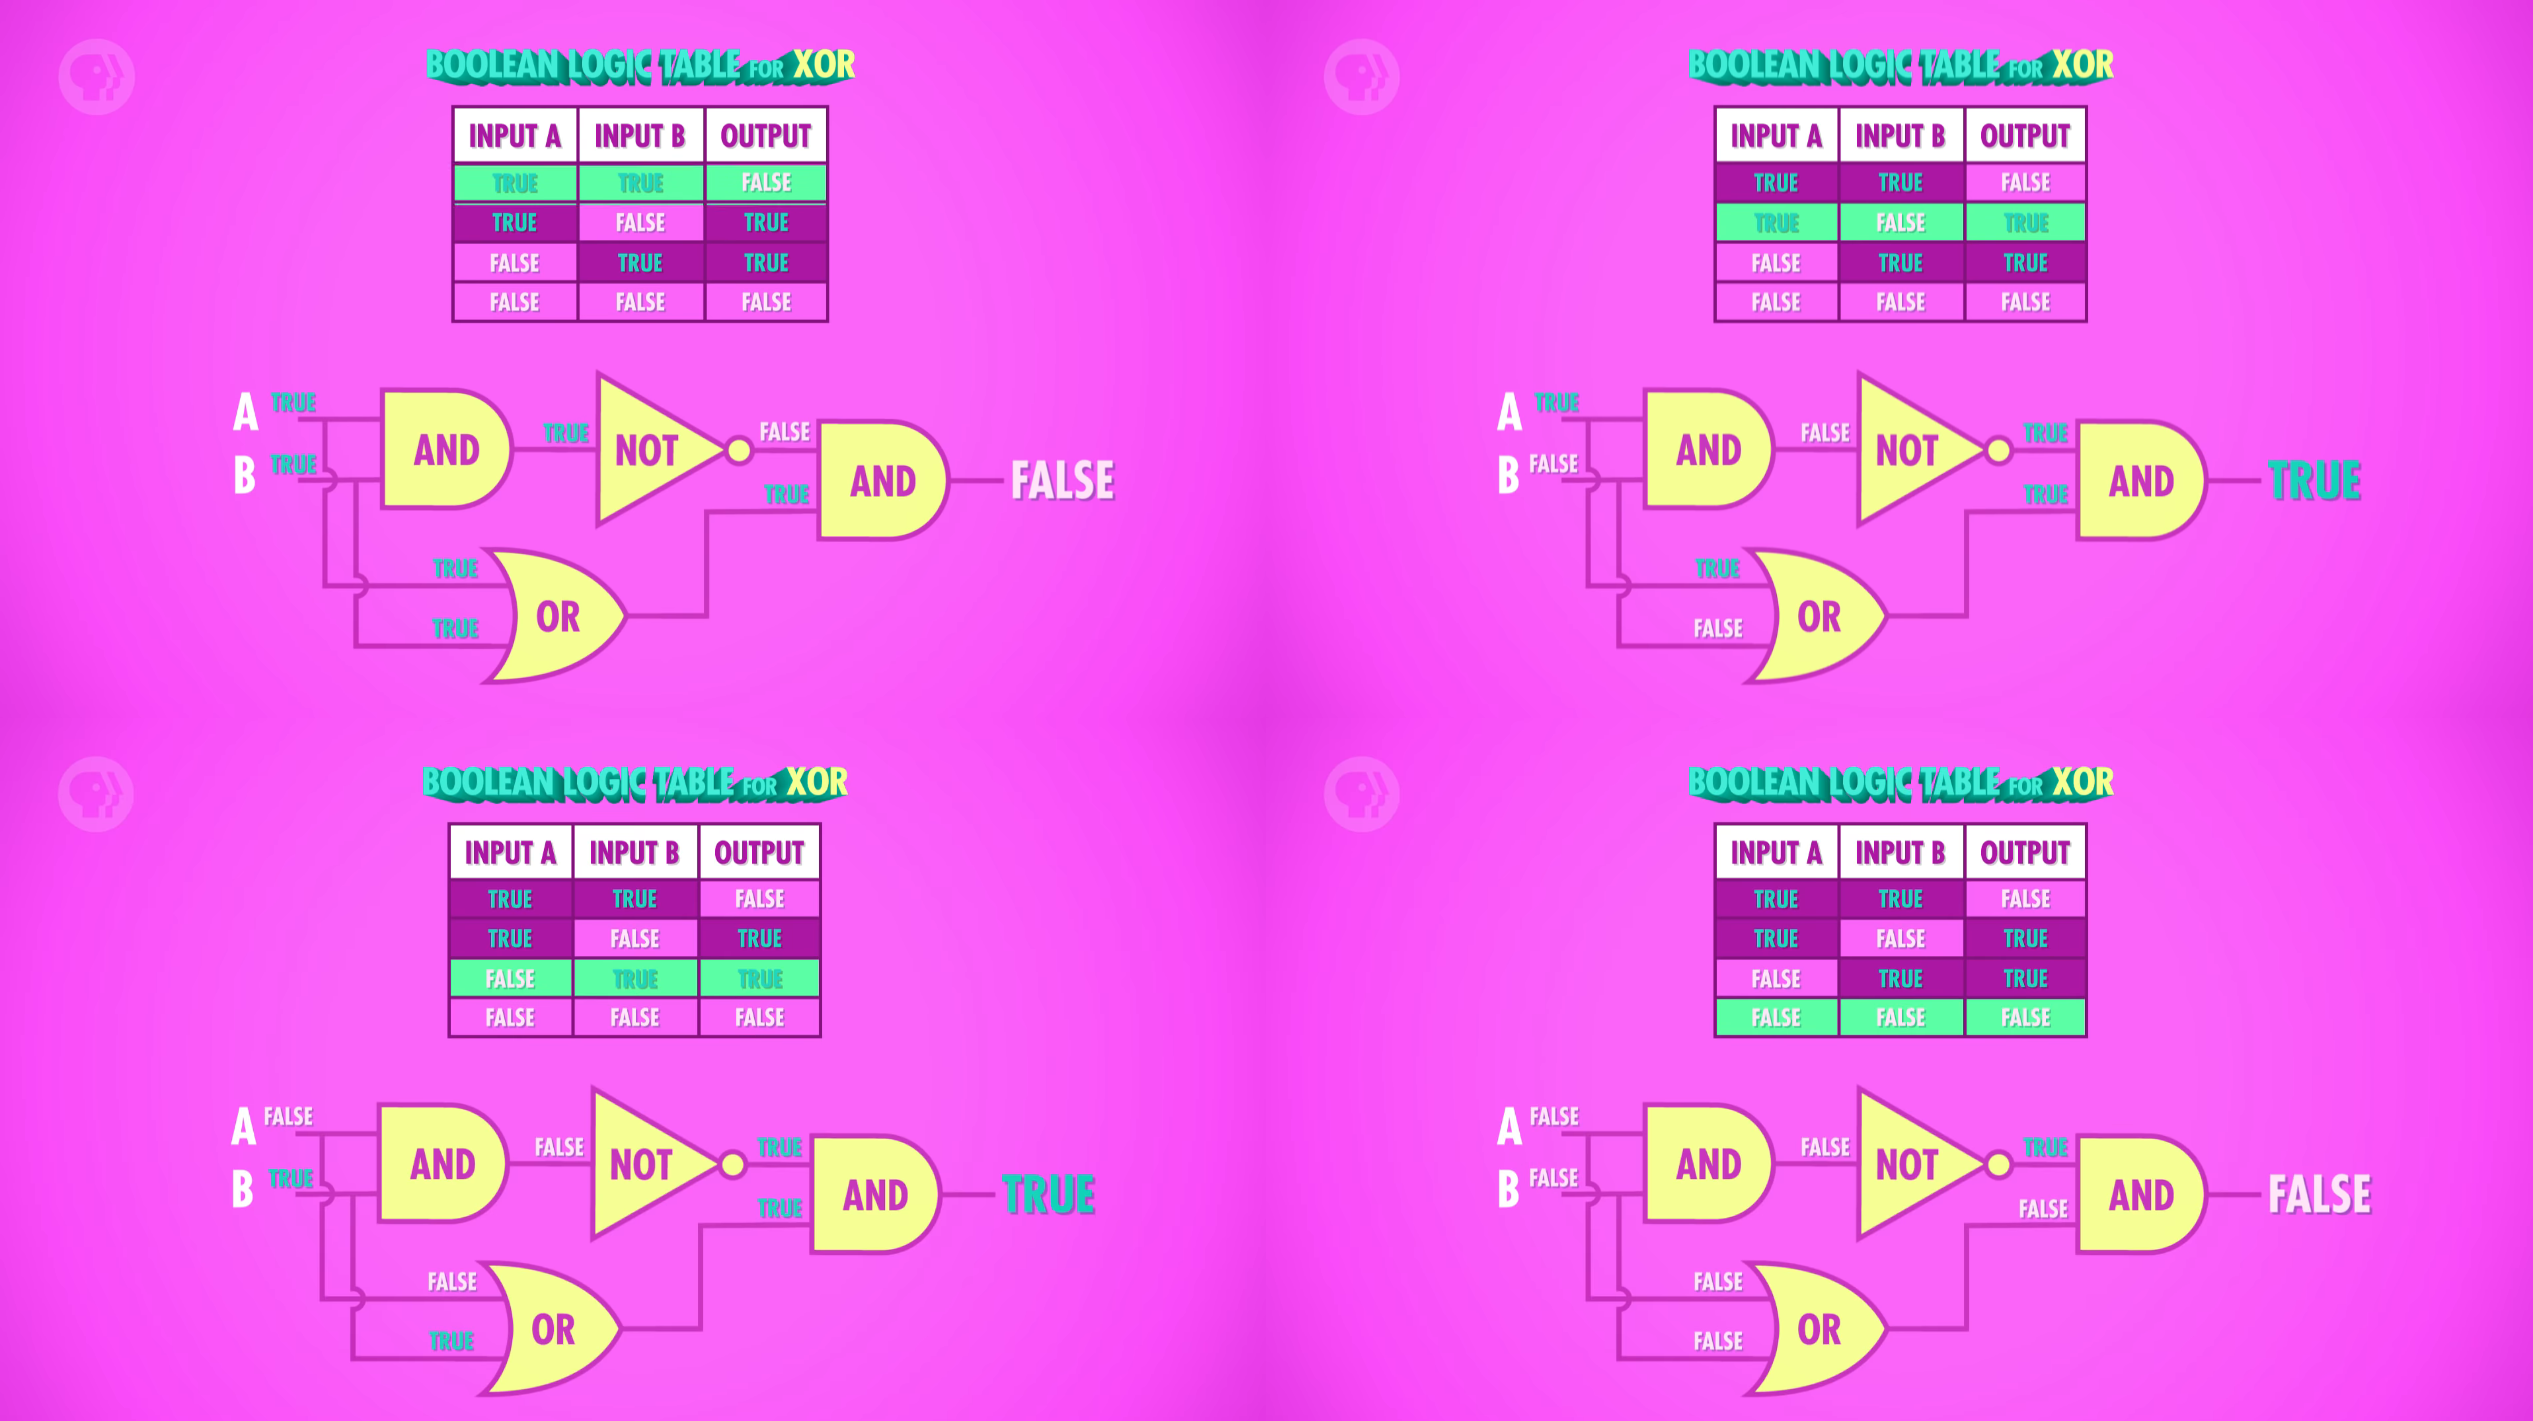 BOOLEAN LOGIC TABLE FOR XOR
INPUT A INPUT B OUTPUT
TRUE TRUE FALSE
TRUE FALSE TRUE
FALSE TRUE TRUE
FALSE FALSE FALSE
A TRUE
B TRUE
AND
TRUE
NOT
FALSE
TRUE
AND
FALSE
TRUE
TRUE
OR
BOOLEAN LOGIC TABLE FOR XOR
INPUT A INPUT B OUTPUT
TRUE TRUE FALSE
TRUE FALSE TRUE
FALSE TRUE TRUE
FALSE FALSE FALSE
A TRUE
B FALSE
AND
FALSE
NOT
TRUE
TRUE
AND
TRUE
TRUE
FALSE
OR
BOOLEAN LOGIC TABLE FOR XOR
INPUT A INPUT B OUTPUT
TRUE TRUE FALSE
TRUE FALSE TRUE
FALSE TRUE TRUE
FALSE FALSE FALSE
A FALSE
B TRUE
AND
FALSE
NOT
TRUE
TRUE
AND
TRUE
FALSE
TRUE
OR
BOOLEAN LOGIC TABLE FOR XOR
INPUT A INPUT B OUTPUT
TRUE TRUE FALSE
TRUE FALSE TRUE
FALSE TRUE TRUE
FALSE FALSE FALSE
A FALSE
B FALSE
AND
FALSE
NOT
TRUE
FALSE
AND
FALSE
FALSE
FALSE
OR